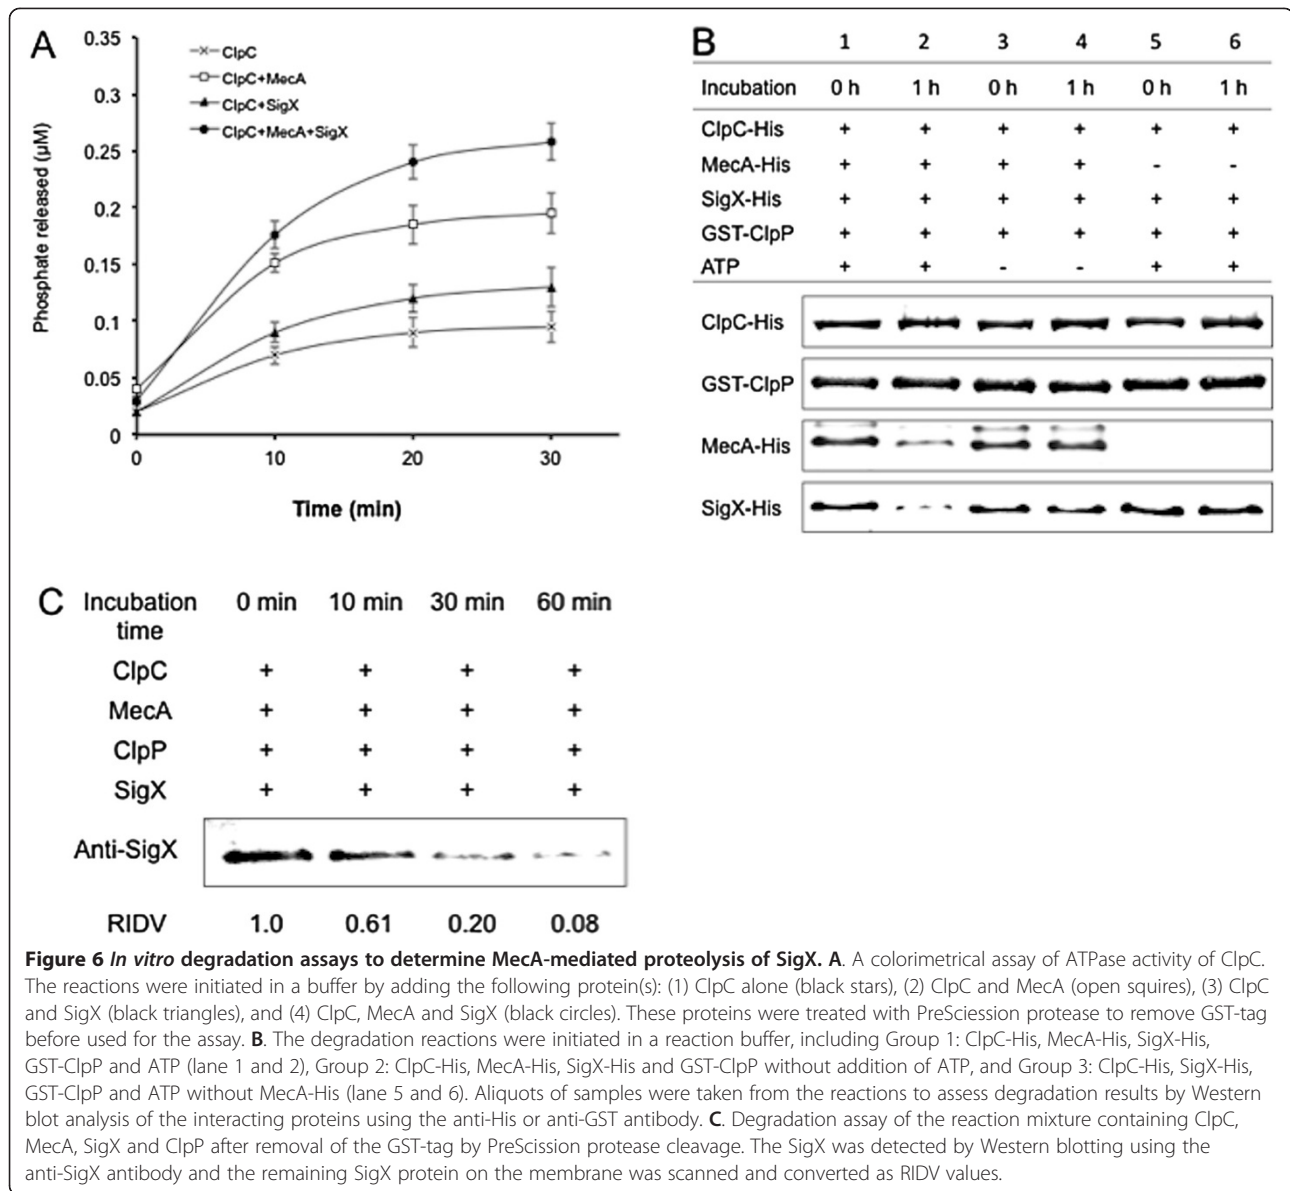 A
0.35
0.3
0.25
0.2
0.15
0.1
0.05
0
Phosphate released (µM)
ClpC
ClpC+MecA
ClpC+SigX
ClpC+MecA+SigX
0 10 20 30
Time (min)
B 1 2 3 4 5 6
Incubation 0 h 1 h 0 h 1 h 0 h 1 h
ClpC-His + + + + + +
MecA-His + + + + - -
SigX-His + + + + + +
GST-ClpP + + + + + +
ATP + + - - + +
ClpC-His
GST-ClpP
MecA-His
SigX-His
C Incubation time 0 min 10 min 30 min 60 min
ClpC + + + +
MecA + + + +
ClpP + + + +
SigX + + + +
Anti-SigX
RIDV 1.0 0.61 0.20 0.08
Figure 6 In vitro degradation assays to determine MecA-mediated proteolysis of SigX. A. A colorimetrical assay of ATPase activity of ClpC.
The reactions were initiated in a buffer by adding the following protein(s): (1) ClpC alone (black stars), (2) ClpC and MecA (open squires), (3) ClpC
and SigX (black triangles), and (4) ClpC, MecA and SigX (black circles). These proteins were treated with PreSciession protease to remove GST-tag
before used for the assay. B. The degradation reactions were initiated in a reaction buffer, including Group 1: ClpC-His, MecA-His, SigX-His,
GST-ClpP and ATP (lane 1 and 2), Group 2: ClpC-His, MecA-His, SigX-His and GST-ClpP without addition of ATP, and Group 3: ClpC-His, SigX-His,
GST-ClpP and ATP without MecA-His (lane 5 and 6). Aliquots of samples were taken from the reactions to assess degradation results by Western
blot analysis of the interacting proteins using the anti-His or anti-GST antibody. C. Degradation assay of the reaction mixture containing ClpC,
MecA, SigX and ClpP after removal of the GST-tag by PreScission protease cleavage. The SigX was detected by Western blotting using the
anti-SigX antibody and the remaining SigX protein on the membrane was scanned and converted as RIDV values.